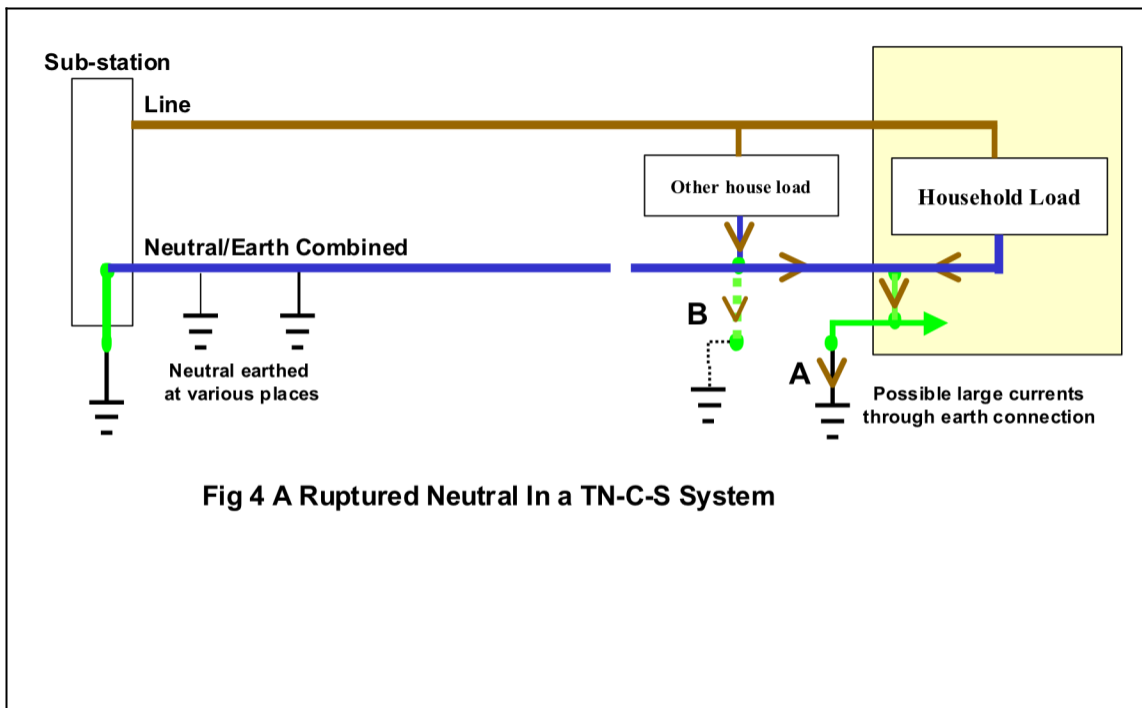 Sub-station
Line
Other house load
Household Load
Neutral/Earth Combined
B
Neutral earthed
at various places
A
Possible large currents
through earth connection
Fig 4 A Ruptured Neutral In a TN-C-S System